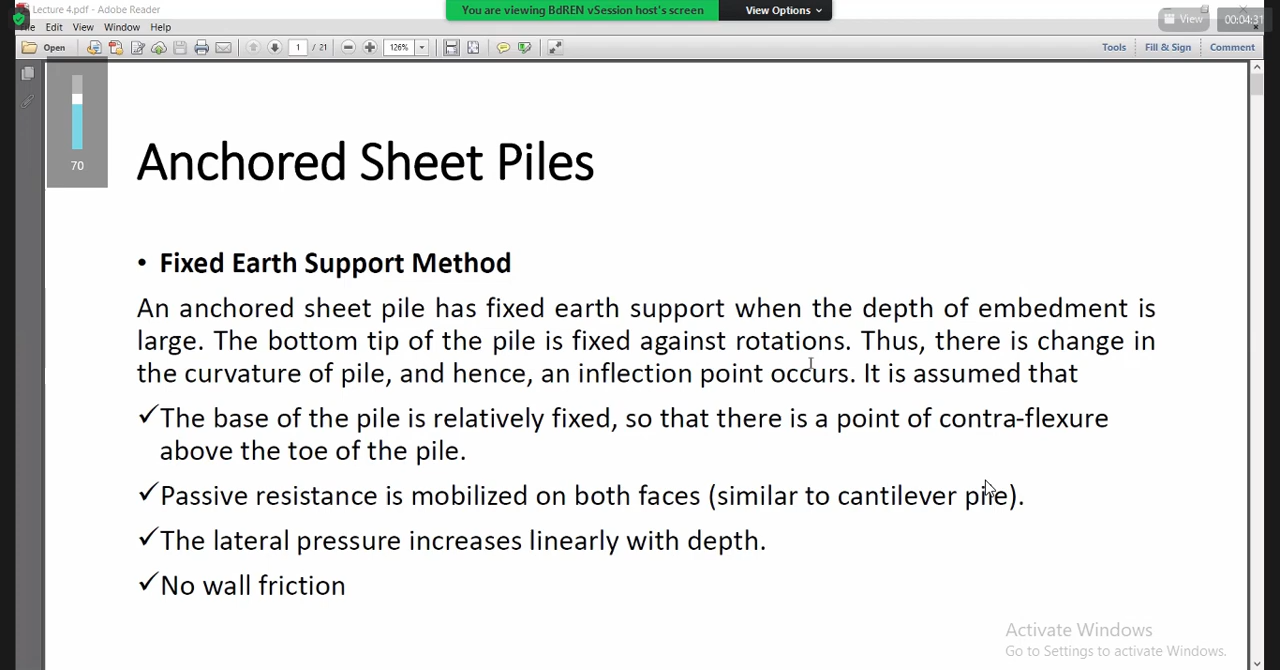 Lecture 4.pdf - Adobe Reader
You are viewing BdREN vSession host's screen
View Options
View
00:04:31
File Edit View Window Help
Open
1 / 21
126%
Tools
Fill & Sign
Comment
70
Anchored Sheet Piles
• Fixed Earth Support Method
An anchored sheet pile has fixed earth support when the depth of embedment is
large. The bottom tip of the pile is fixed against rotations. Thus, there is change in
the curvature of pile, and hence, an inflection point occurs. It is assumed that
✓The base of the pile is relatively fixed, so that there is a point of contra-flexure
above the toe of the pile.
✓Passive resistance is mobilized on both faces (similar to cantilever pile).
✓The lateral pressure increases linearly with depth.
✓No wall friction
Activate Windows
Go to Settings to activate Windows.